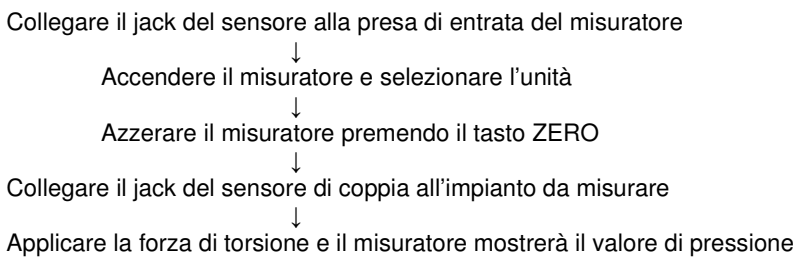 Collegare il jack del sensore alla presa di entrata del misuratore
↓
Accendere il misuratore e selezionare l'unità
↓
Azzerare il misuratore premendo il tasto ZERO
↓
Collegare il jack del sensore di coppia all'impianto da misurare
↓
Applicare la forza di torsione e il misuratore mostrerà il valore di pressione